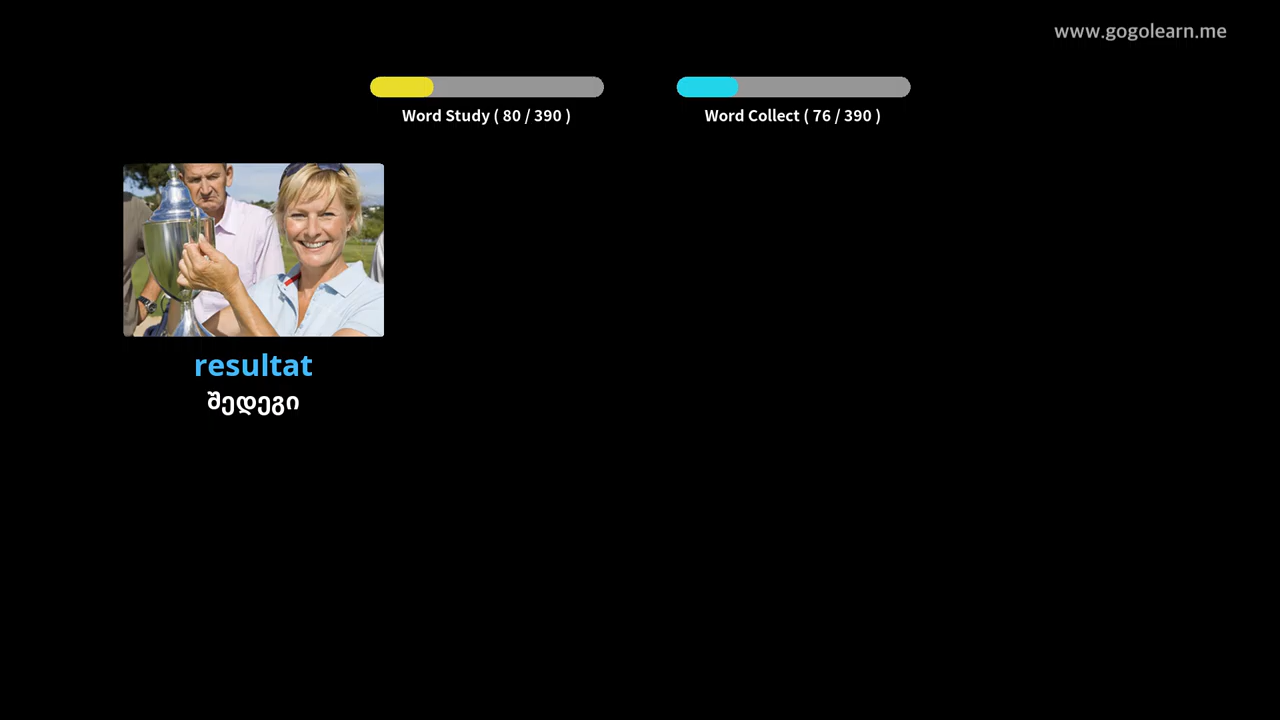 www.gogolearn.me
Word Study ( 80 / 390 )
Word Collect ( 76 / 390 )
resultat
შედეგი